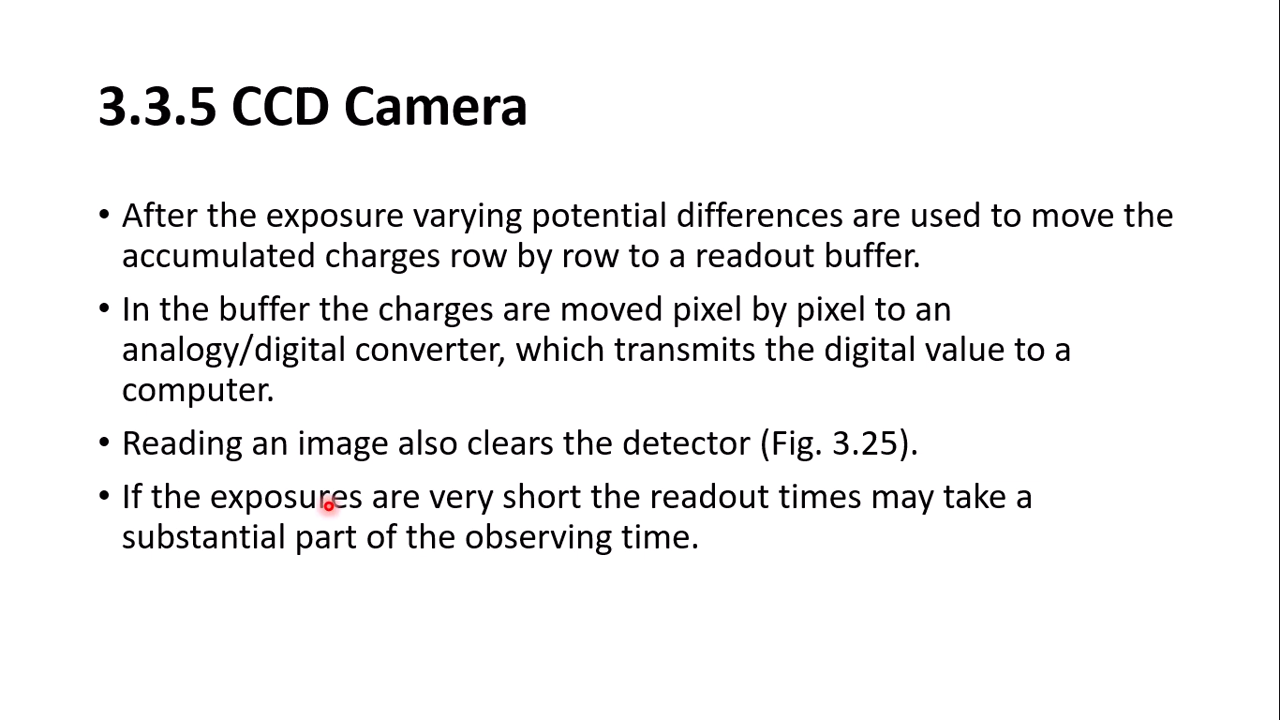 3.3.5 CCD Camera
• After the exposure varying potential differences are used to move the
accumulated charges row by row to a readout buffer.
• In the buffer the charges are moved pixel by pixel to an
analogy/digital converter, which transmits the digital value to a
computer.
• Reading an image also clears the detector (Fig. 3.25).
• If the exposures are very short the readout times may take a
substantial part of the observing time.